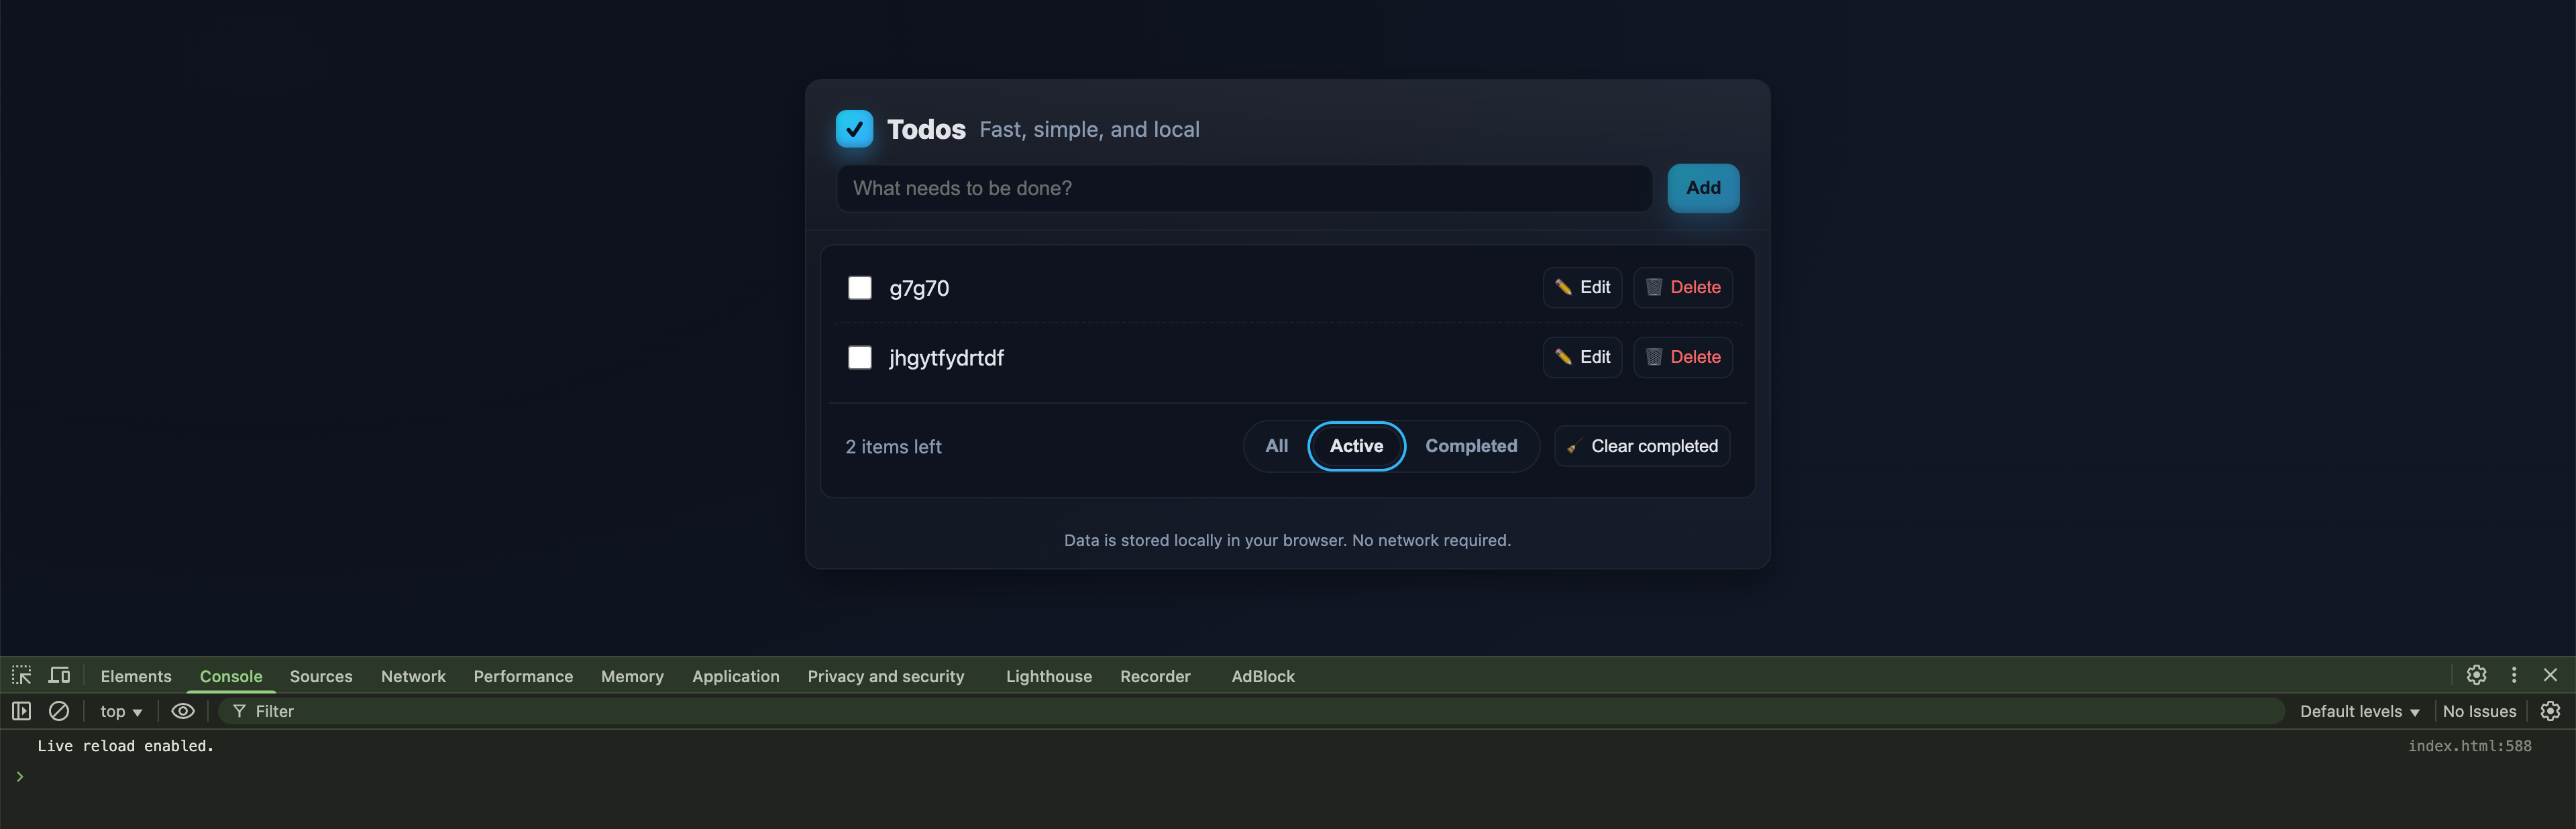 Todos Fast, simple, and local
What needs to be done?
Add
g7g70
Edit
Delete
jhgytfydrtdf
Edit
Delete
2 items left
All
Active
Completed
Clear completed
Data is stored locally in your browser. No network required.
Elements Console Sources Network Performance Memory Application Privacy and security Lighthouse Recorder AdBlock
top Filter Default levels No Issues
Live reload enabled. index.html:588